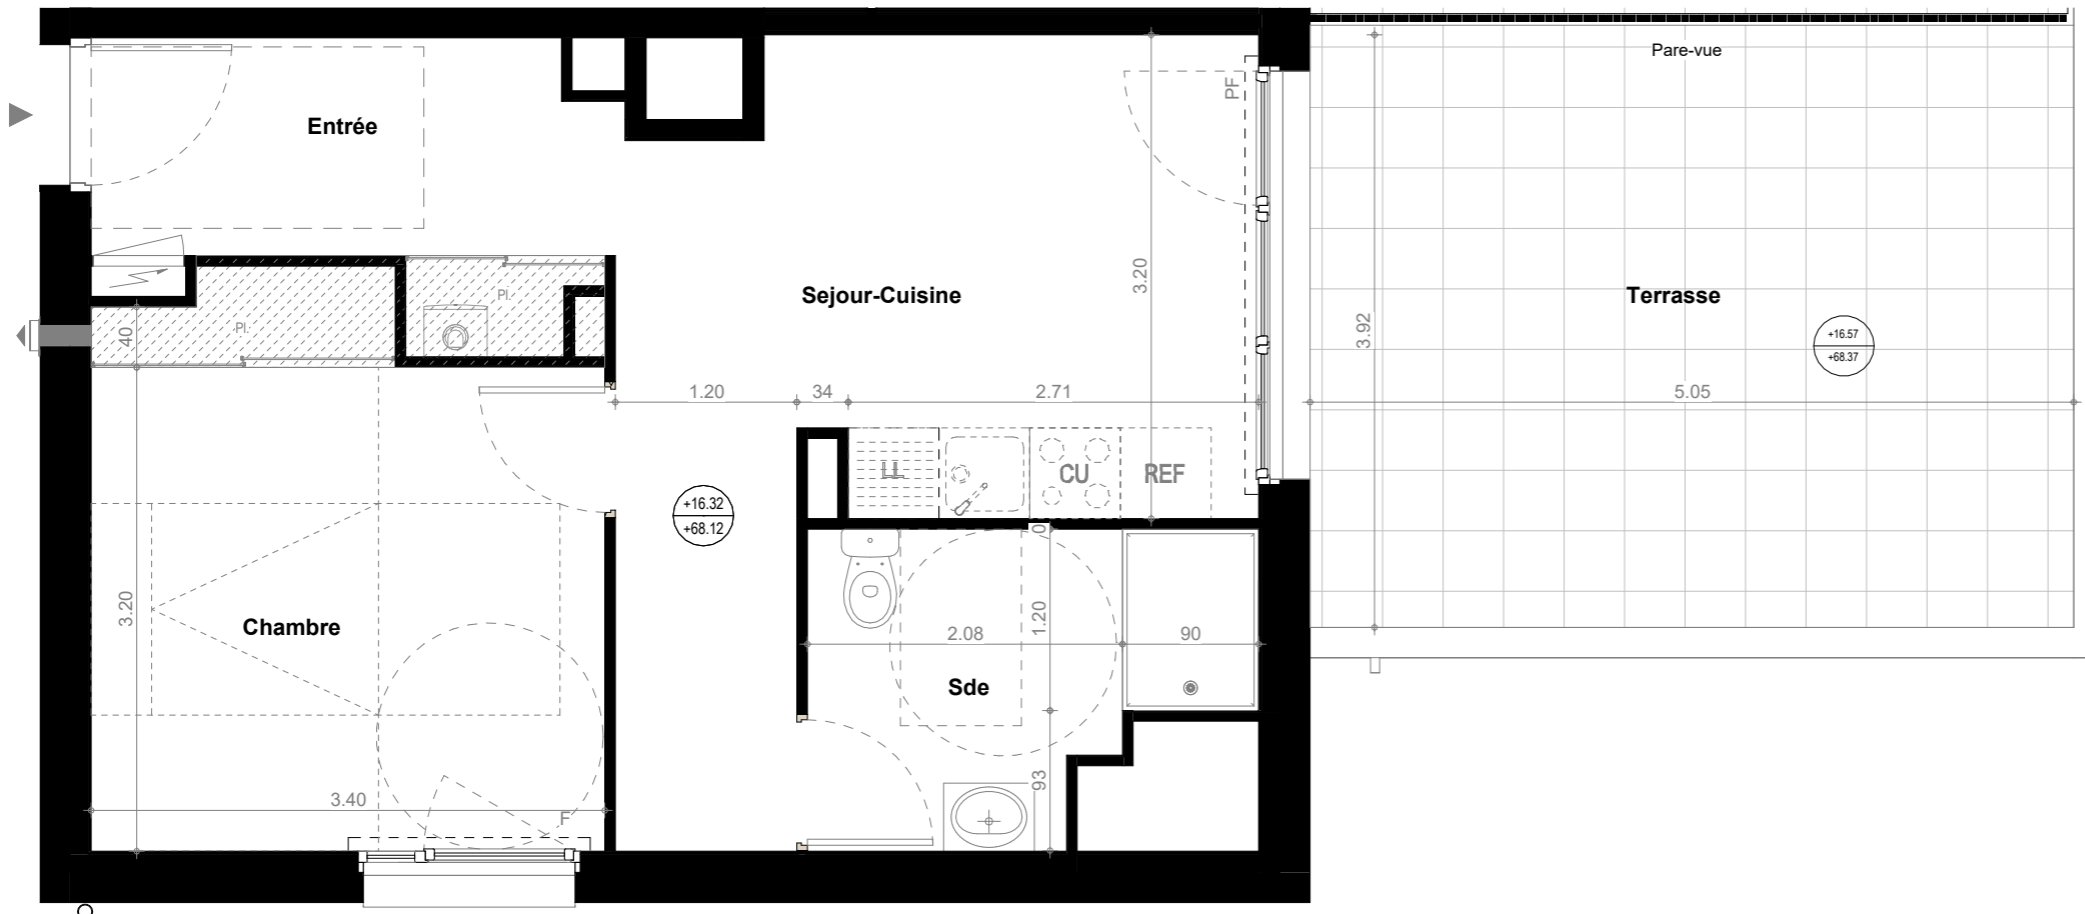 Pare-vue
PF
Entrée
Sejour-Cuisine
3.20
Terrasse
Pl.
Pl.
40
3.92
+16.57
+68.37
1.20
34
2.71
5.05
LL
CU
REF
+16.32
+68.12
0
3.20
Chambre
2.08
1.20
90
Sde
93
3.40
F